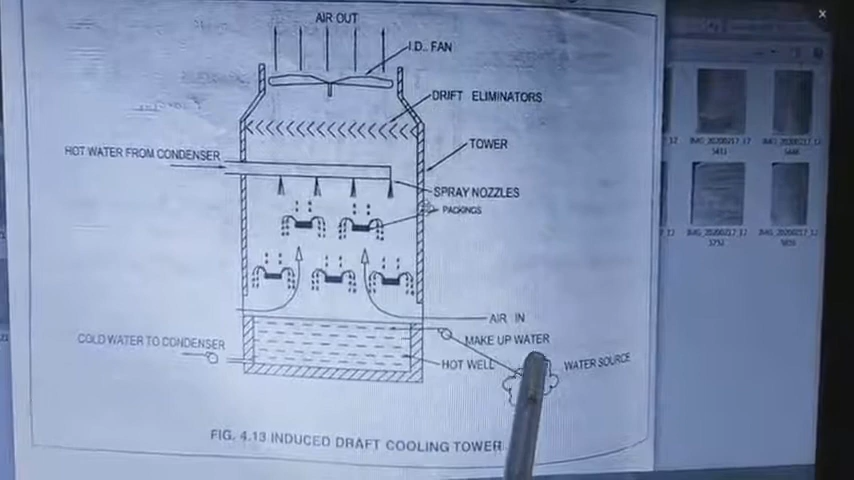 AIR OUT
I.D.. FAN
DRIFT ELIMINATORS
TOWER
HOT WATER FROM CONDENSER
SPRAY NOZZLES
PACKINGS
AIR IN
MAKE UP WATER
COLD WATER TO CONDENSER
HOT WELL
WATER SOURCE
FIG. 4.13 INDUCED DRAFT COOLING TOWER